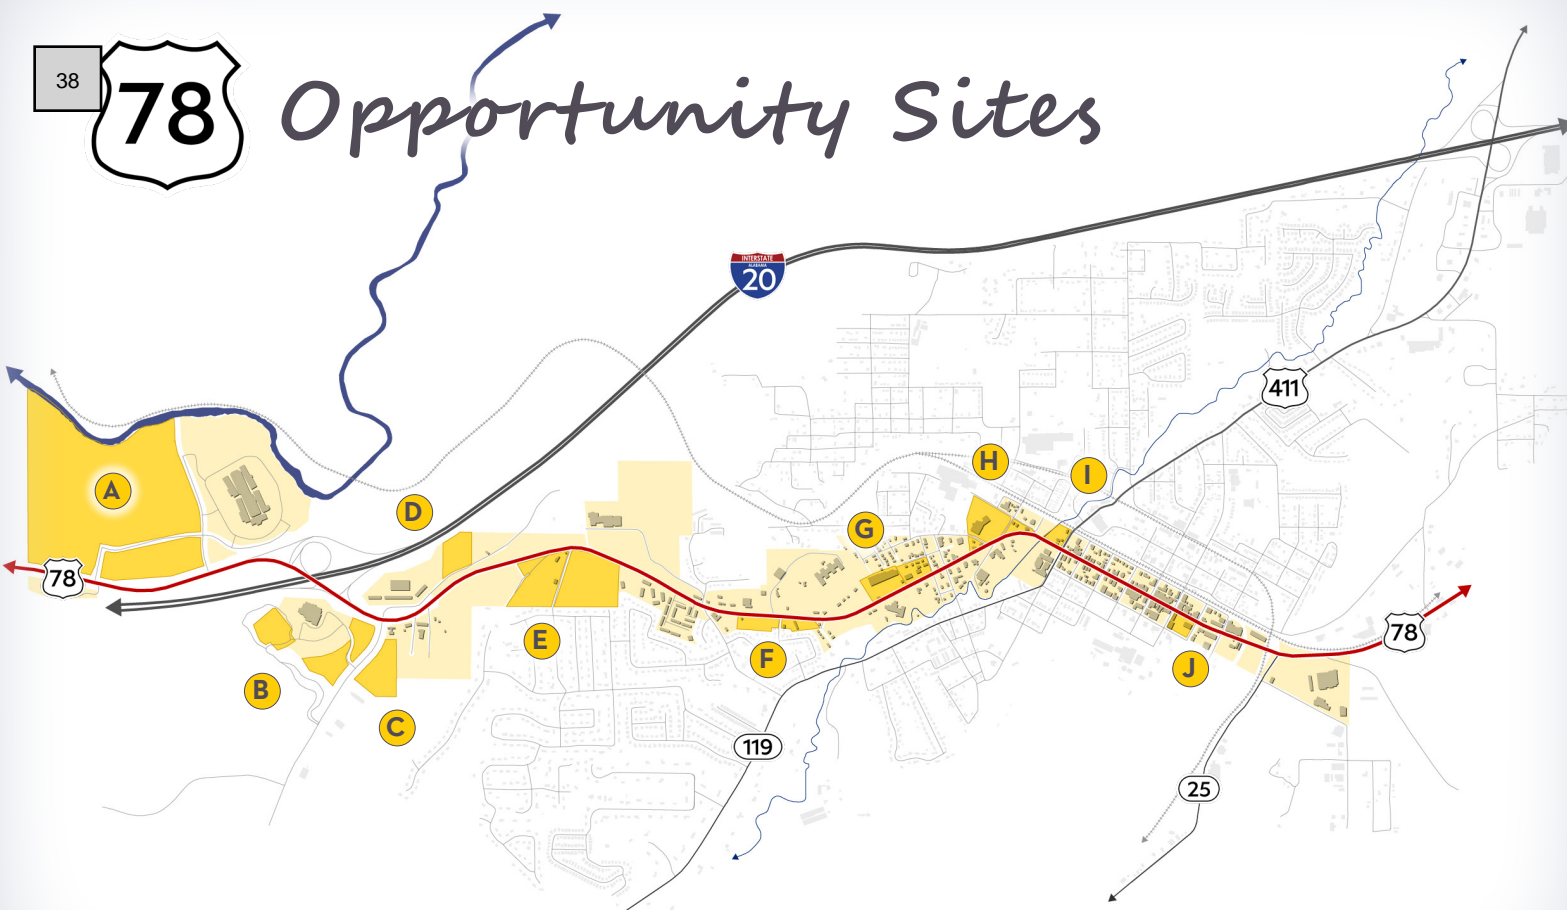 38
78
Opportunity Sites
INTERSTATE
ALABAMA
20
411
H
I
A
D
G
78
E
F
78
J
B
C
119
25